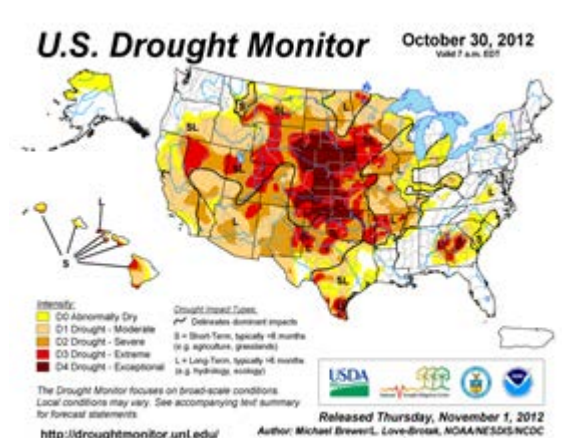 U.S. Drought Monitor
October 30, 2012
Valid 7 a.m. EDT
SL
SL
L
L
L
SL
S
L
S
Intensity:
D0 Abnormally Dry
D1 Drought - Moderate
D2 Drought - Severe
D3 Drought - Extreme
D4 Drought - Exceptional
Drought Impact Types:
Delineates dominant impacts
S = Short-Term, typically <6 months
(e.g. agriculture, grasslands)
L = Long-Term, typically >6 months
(e.g. hydrology, ecology)
The Drought Monitor focuses on broad-scale conditions.
Local conditions may vary. See accompanying text summary
for forecast statements
http://droughtmonitor.unl.edu/
USDA
Released Thursday, November 1, 2012
Author: Michael Brewer/L. Love-Brotak, NOAA/NESDIS/NCDC